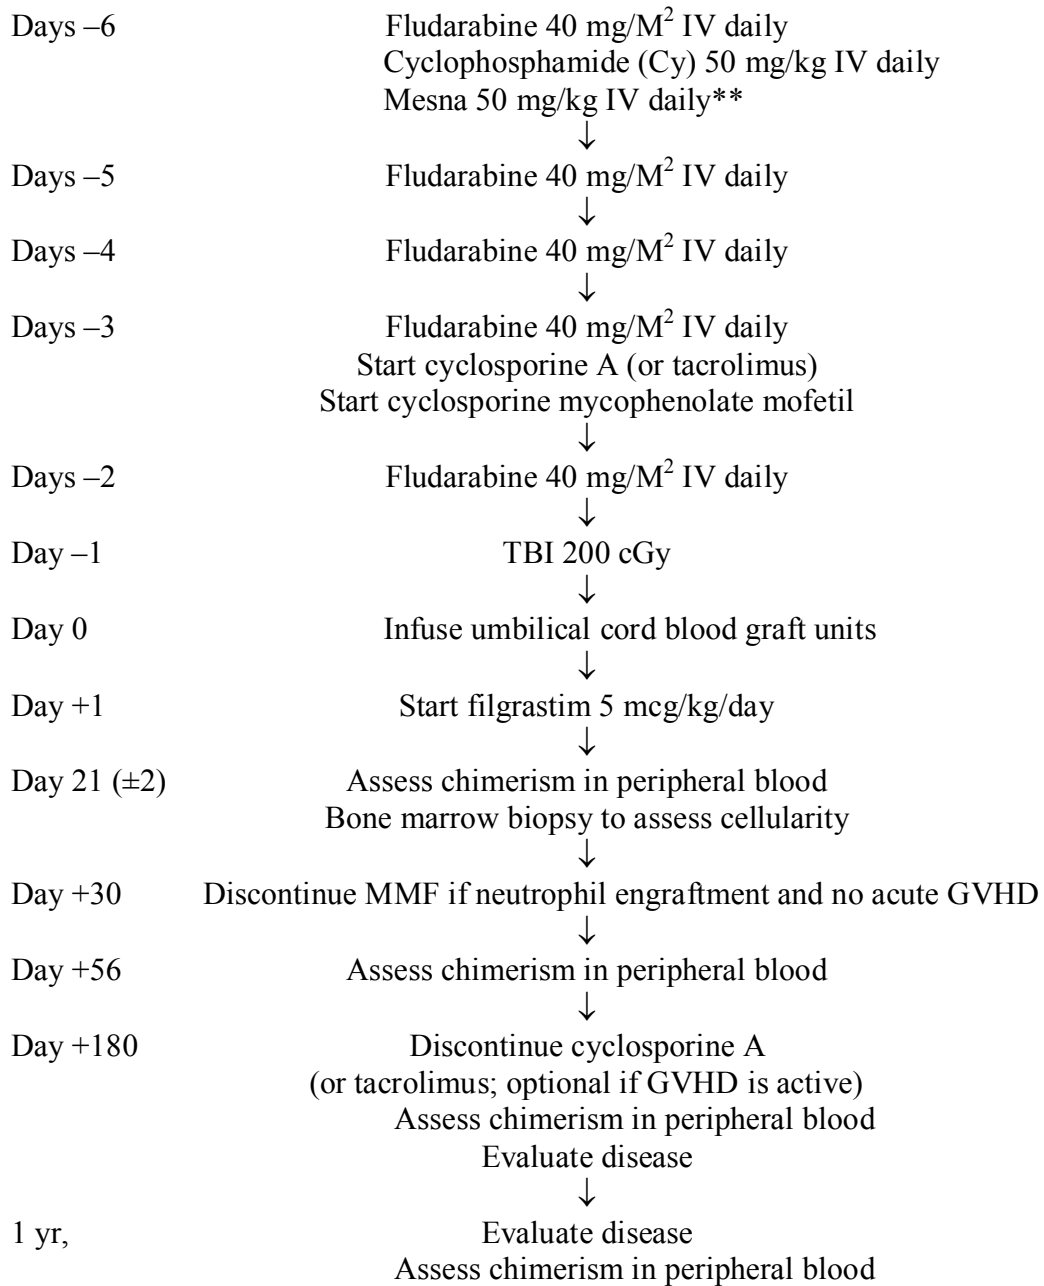 Days –6 Fludarabine 40 mg/M² IV daily
Cyclophosphamide (Cy) 50 mg/kg IV daily
Mesna 50 mg/kg IV daily**
↓
Days –5 Fludarabine 40 mg/M² IV daily
↓
Days –4 Fludarabine 40 mg/M² IV daily
↓
Days –3 Fludarabine 40 mg/M² IV daily
Start cyclosporine A (or tacrolimus)
Start cyclosporine mycophenolate mofetil
↓
Days –2 Fludarabine 40 mg/M² IV daily
↓
Day –1 TBI 200 cGy
↓
Day 0 Infuse umbilical cord blood graft units
↓
Day +1 Start filgrastim 5 mcg/kg/day
↓
Day 21 (±2) Assess chimerism in peripheral blood
Bone marrow biopsy to assess cellularity
↓
Day +30 Discontinue MMF if neutrophil engraftment and no acute GVHD
↓
Day +56 Assess chimerism in peripheral blood
↓
Day +180 Discontinue cyclosporine A
(or tacrolimus; optional if GVHD is active)
Assess chimerism in peripheral blood
Evaluate disease
↓
1 yr, Evaluate disease
Assess chimerism in peripheral blood